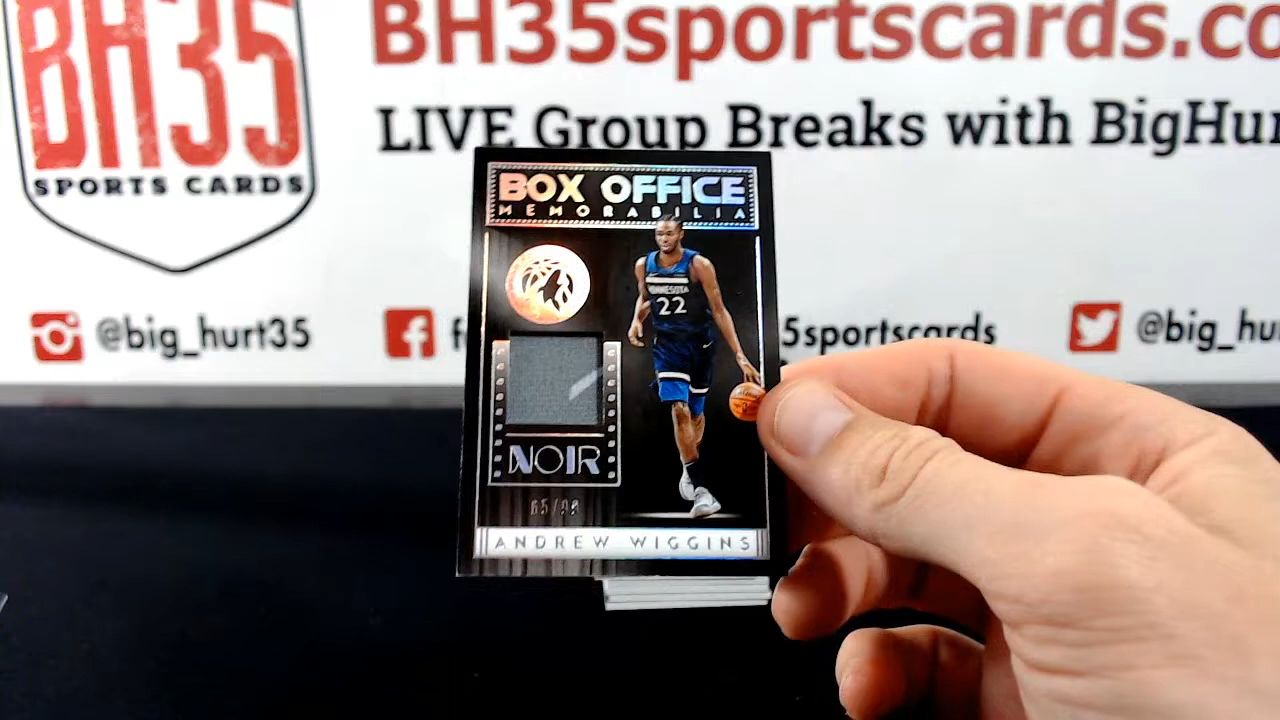 BH35
SPORTS CARDS
BH35sportscards.co
LIVE Group Breaks with BigHur
@big_hurt35
f
5sportscards
@big_hu
BOX OFFICE
MEMORABILIA
MINNESOTA
22
NOIR
ANDREW WIGGINS